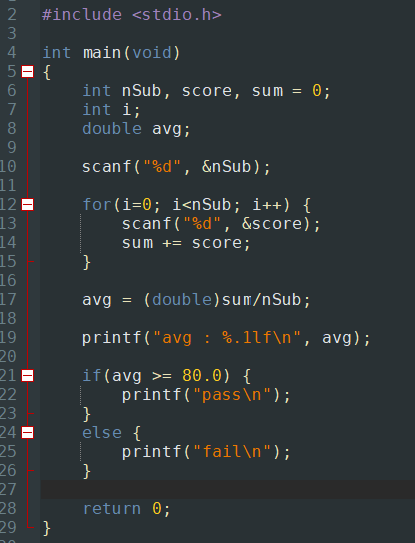 2 #include <stdio.h>
3
4 int main(void)
5 {
6     int nSub, score, sum = 0;
7     int i;
8     double avg;
9
10     scanf("%d", &nSub);
11
12     for(i=0; i<nSub; i++) {
13         scanf("%d", &score);
14         sum += score;
15     }
16
17     avg = (double)sum/nSub;
18
19     printf("avg : %.1lf\n", avg);
20
21     if(avg >= 80.0) {
22         printf("pass\n");
23     }
24     else {
25         printf("fail\n");
26     }
27
28     return 0;
29 }